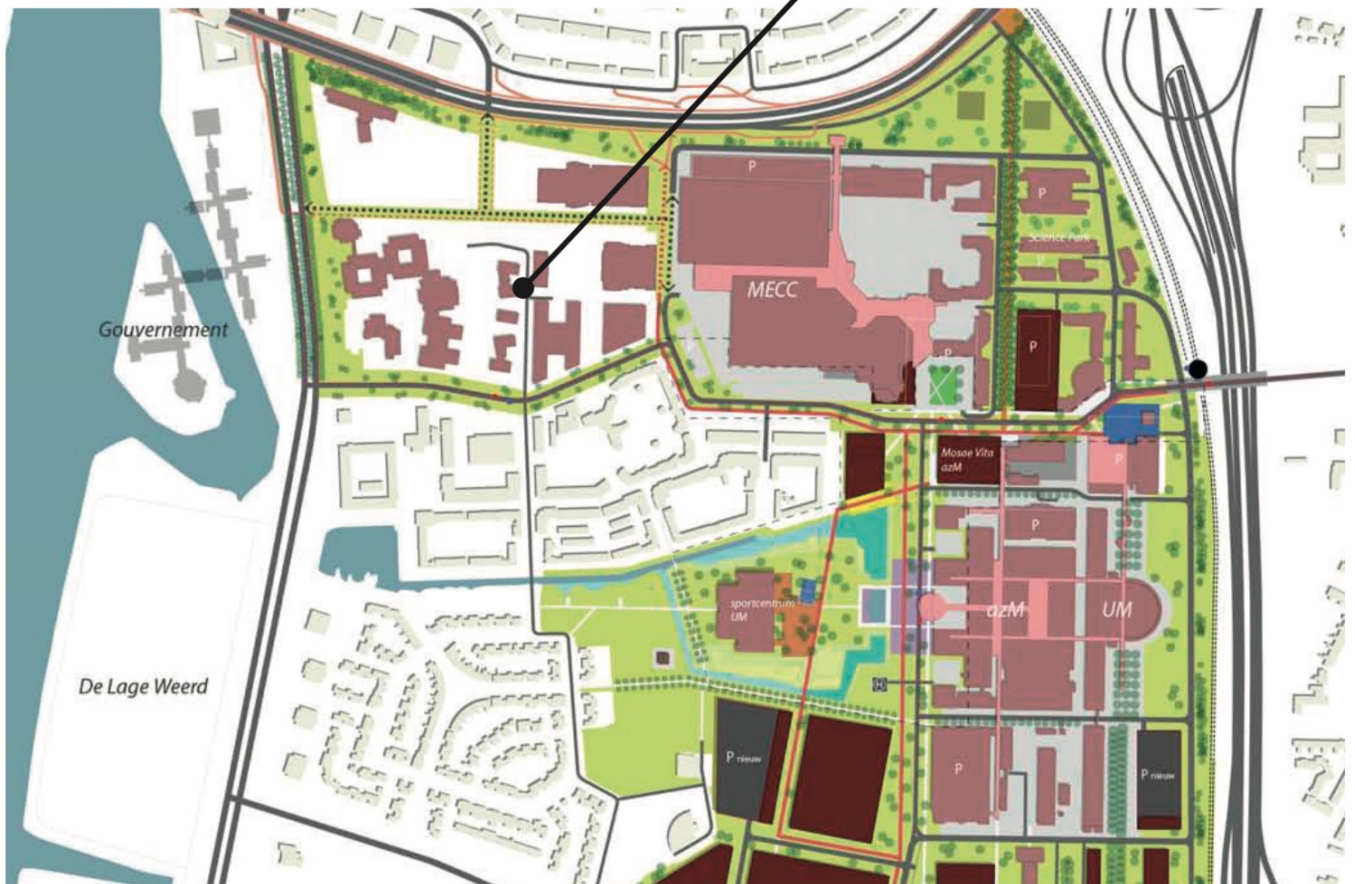 P
P
Science Park
P
MECC
Gouvernement
P
P
Mosae Vita
azM
P
P
sportcentrum
UM
azM
UM
De Lage Weerd
H
P nieuw
P
P nieuw